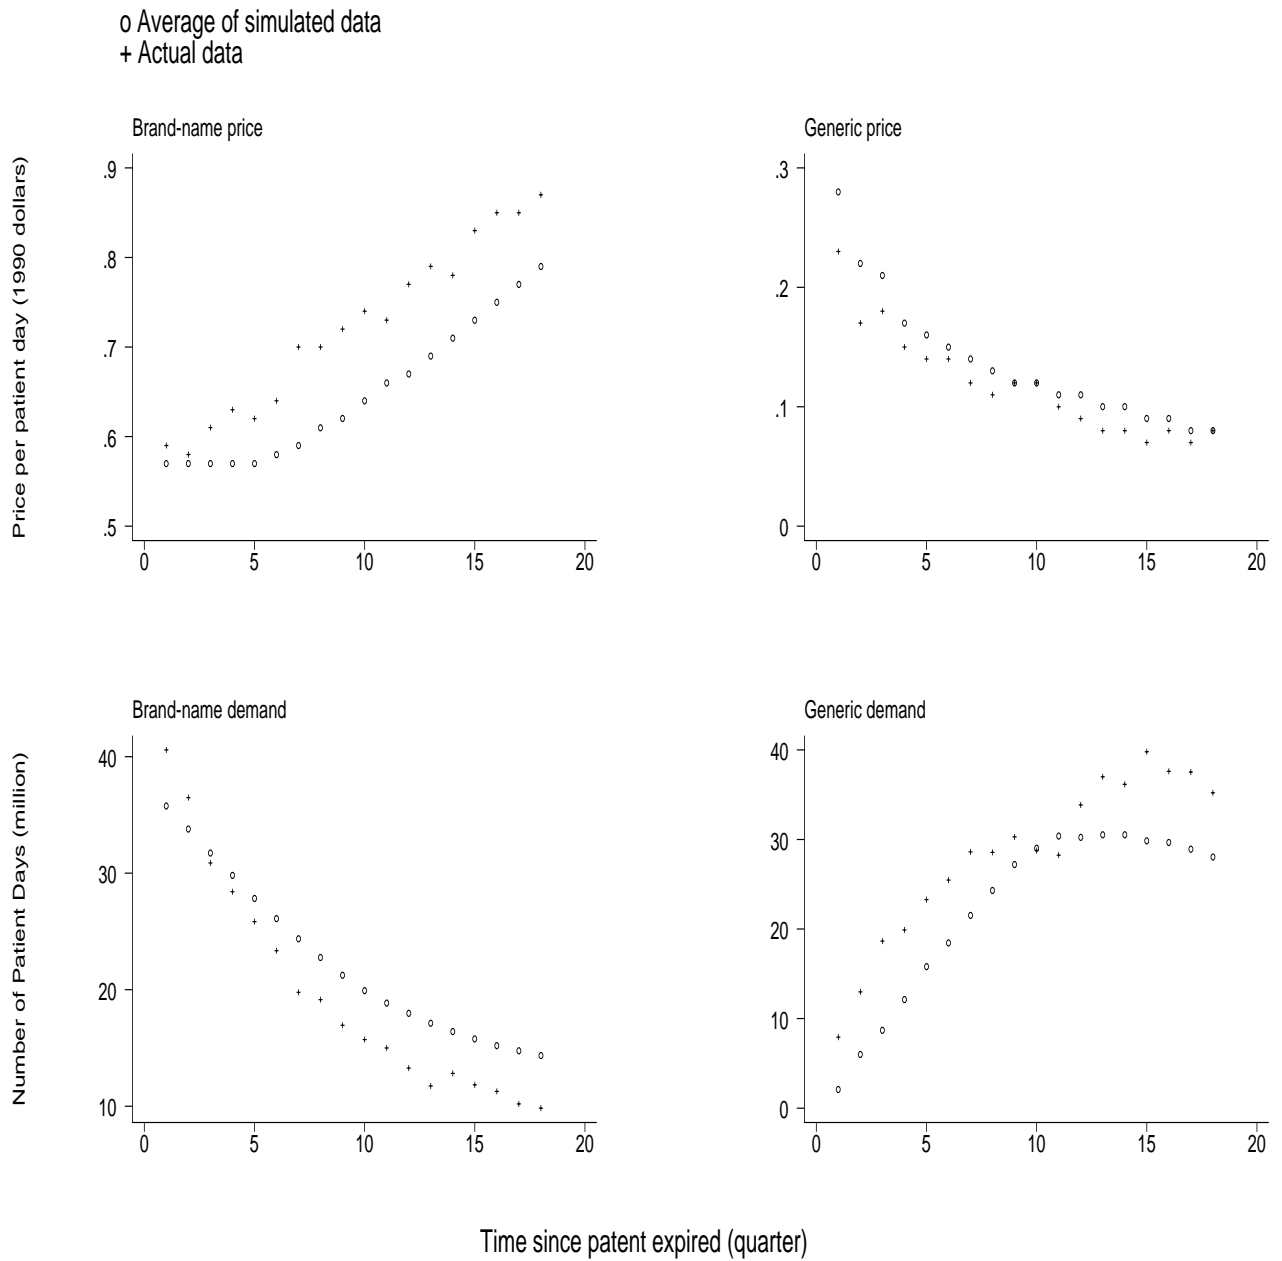 o Average of simulated data
+ Actual data
Brand-name price
Generic price
Price per patient day (1990 dollars)
.9
.8
.7
.6
.5
0 5 10 15 20
.3
.2
.1
0
0 5 10 15 20
Brand-name demand
Generic demand
Number of Patient Days (million)
40
30
20
10
0 5 10 15 20
40
30
20
10
0
0 5 10 15 20
Time since patent expired (quarter)